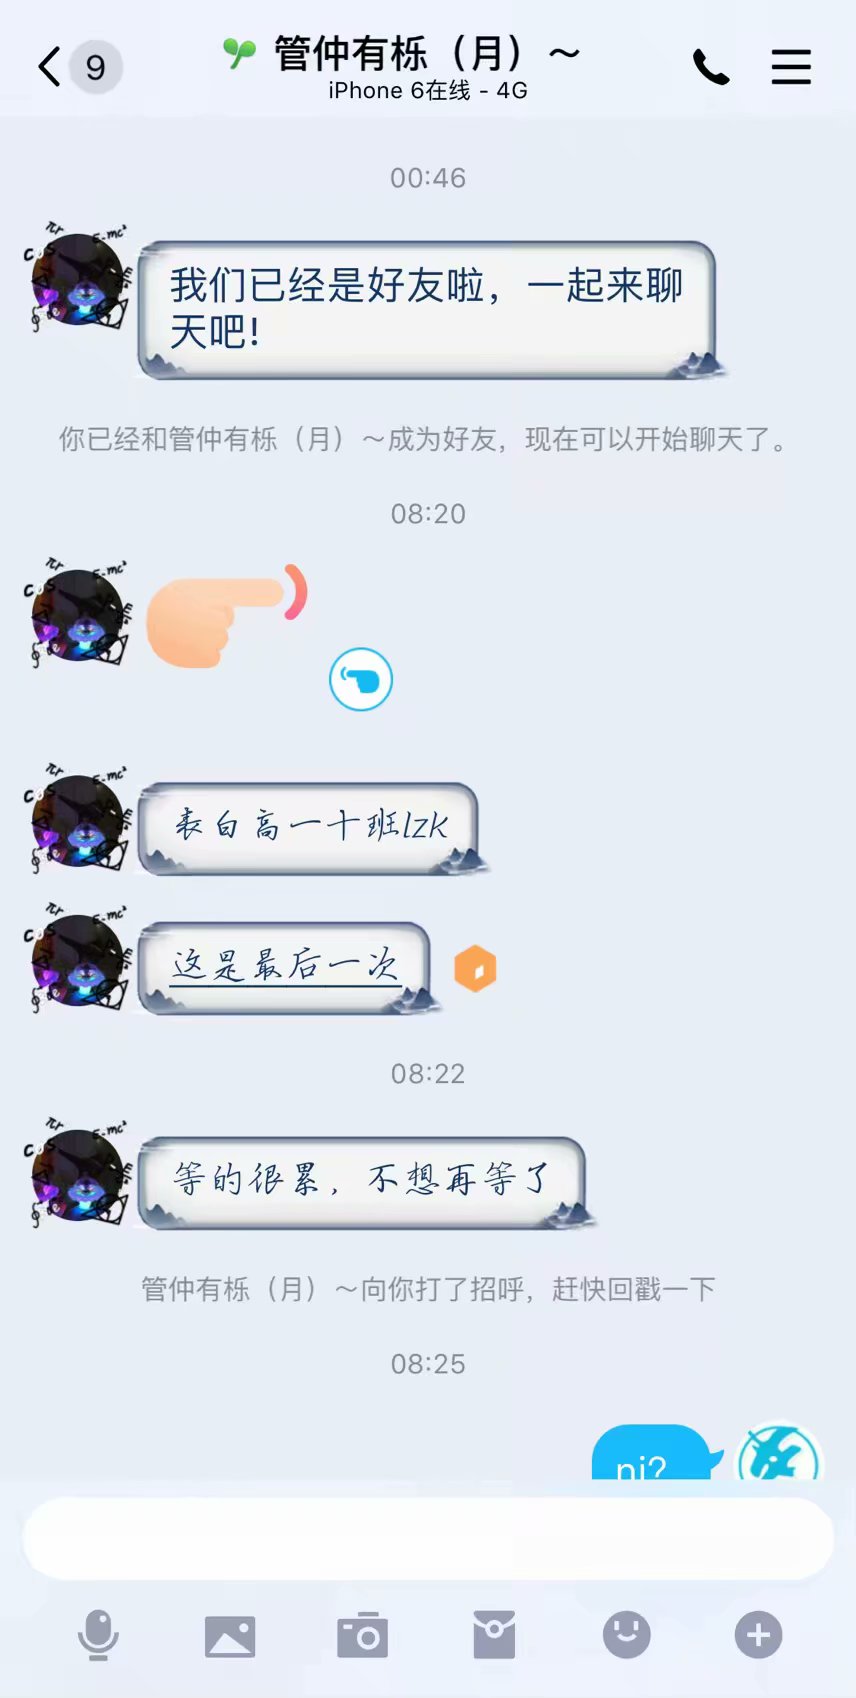 9
管仲有栎（月）～
iPhone 6在线 - 4G
00:46
我们已经是好友啦，一起来聊
天吧!
你已经和管仲有栎（月）～成为好友，现在可以开始聊天了。
08:20
表白高一十班lzk
这是最后一次
08:22
等的很累，不想再等了
管仲有栎（月）～向你打了招呼，赶快回戳一下
08:25
ni?